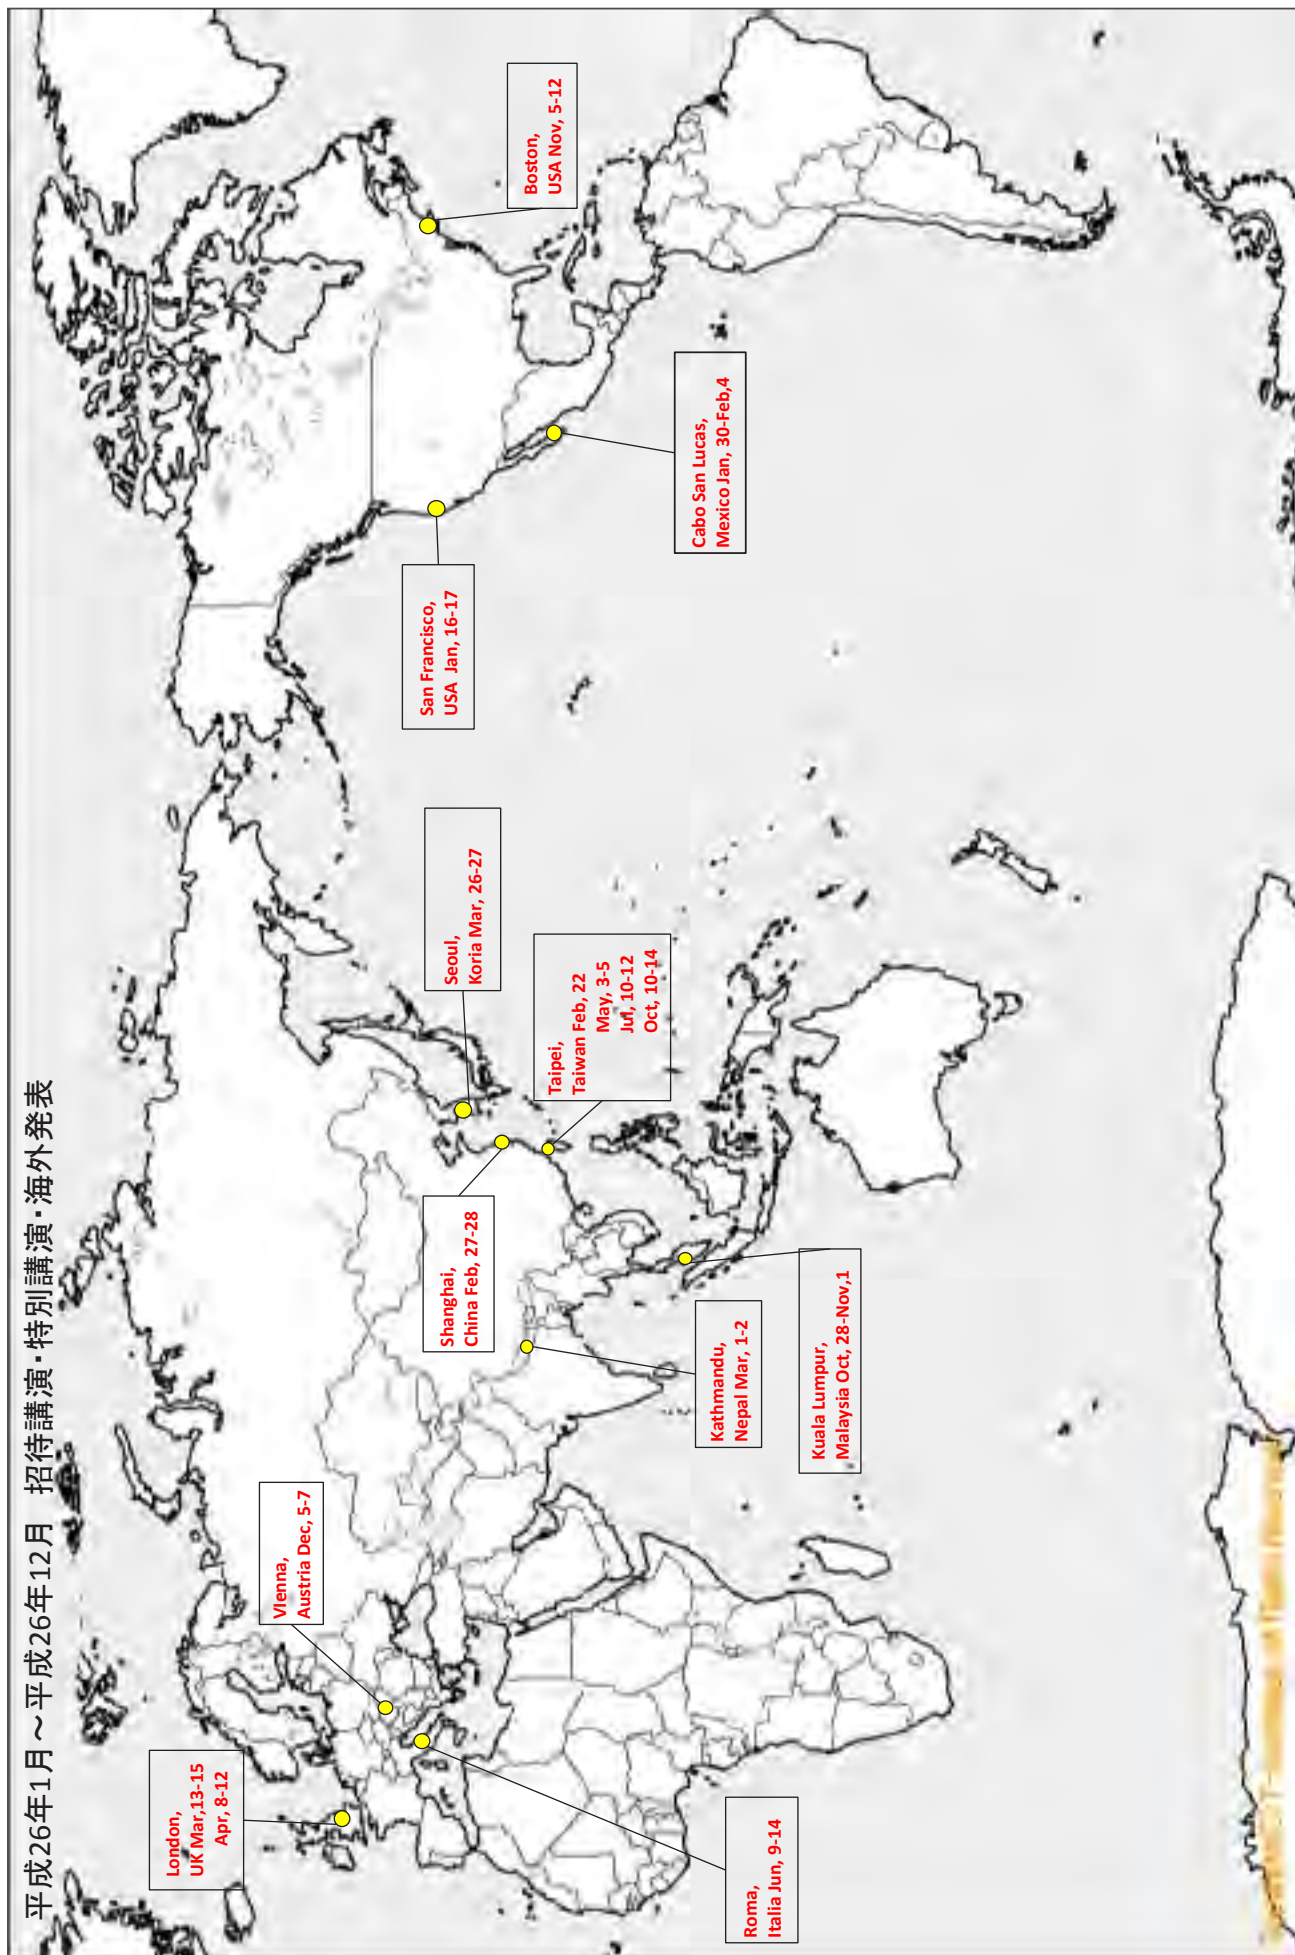 平成26年1月～平成26年12月　招待講演・特別講演・海外発表
London,
UK Mar,13-15
Apr, 8-12
VIenna,
Austria Dec, 5-7
Roma,
Italia Jun, 9-14
Shanghai,
China Feb, 27-28
Seoul,
Koria Mar, 26-27
Taipei,
Taiwan Feb, 22
May, 3-5
Jul, 10-12
Oct, 10-14
Kathmandu,
Nepal Mar, 1-2
Kuala Lumpur,
Malaysia Oct, 28-Nov,1
San Francisco,
USA Jan, 16-17
Cabo San Lucas,
Mexico Jan, 30-Feb,4
Boston,
USA Nov, 5-12